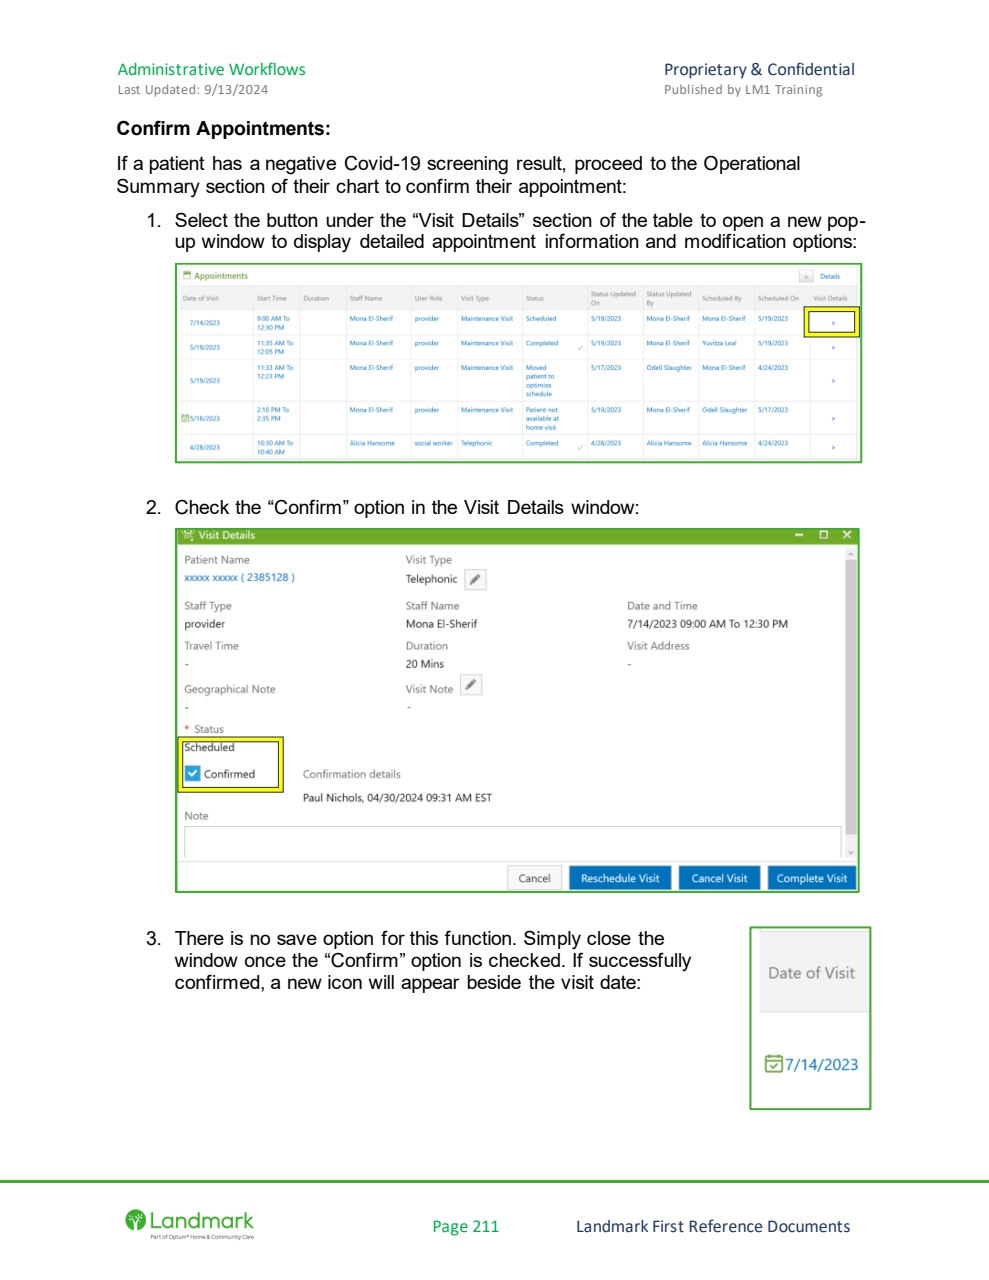 Administrative Workflows
Proprietary & Confidential
Last Updated: 9/13/2024
Published by LM1 Training
Confirm Appointments:
If a patient has a negative Covid-19 screening result, proceed to the Operational
Summary section of their chart to confirm their appointment:
1. Select the button under the “Visit Details” section of the table to open a new pop-
up window to display detailed appointment information and modification options:
Appointments
+ Details
Date of Visit Start Time Duration Staff Name User Role Visit Type Status Status Updated On Status Updated By Scheduled By Scheduled On Visit Details
7/14/2023 9:00 AM To 12:30 PM Mona El-Sherif provider Maintenance Visit Scheduled 5/19/2023 Mona El-Sherif Mona El-Sherif 5/19/2023 >
5/19/2023 11:35 AM To 12:05 PM Mona El-Sherif provider Maintenance Visit Completed 5/19/2023 Mona El-Sherif Yuvitza Leal 5/19/2023 >
5/19/2023 11:33 AM To 12:23 PM Mona El-Sherif provider Maintenance Visit Moved patient to optimize schedule 5/17/2023 Odell Slaughter Mona El-Sherif 4/24/2023 >
5/18/2023 2:10 PM To 2:35 PM Mona El-Sherif provider Maintenance Visit Patient not available at home visit 5/19/2023 Mona El-Sherif Odell Slaughter 5/17/2023 >
4/28/2023 10:30 AM To 10:40 AM Alicia Hansome social worker Telephonic Completed 4/28/2023 Alicia Hansome Alicia Hansome 4/24/2023 >
2. Check the “Confirm” option in the Visit Details window:
Visit Details
Patient Name Visit Type
xxxxx xxxxx ( 2385128 ) Telephonic
Staff Type Staff Name Date and Time
provider Mona El-Sherif 7/14/2023 09:00 AM To 12:30 PM
Travel Time Duration Visit Address
- 20 Mins -
Geographical Note Visit Note
- -
* Status
Scheduled
Confirmed Confirmation details
Paul Nichols, 04/30/2024 09:31 AM EST
Note
Cancel Reschedule Visit Cancel Visit Complete Visit
3. There is no save option for this function. Simply close the
window once the “Confirm” option is checked. If successfully
confirmed, a new icon will appear beside the visit date:
Date of Visit
7/14/2023
Landmark
Part of Optum® Home & Community Care
Page 211
Landmark First Reference Documents